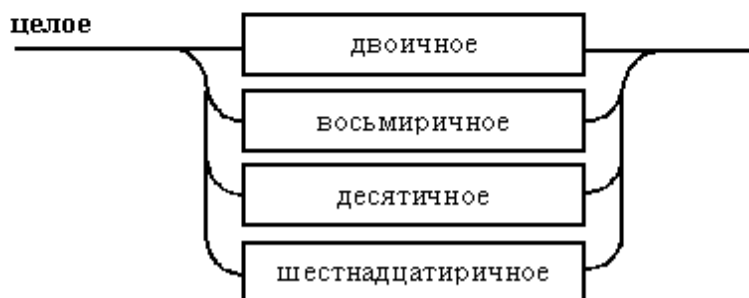 целое
двоичное
восьмиричное
десятичное
шестнадцатиричное